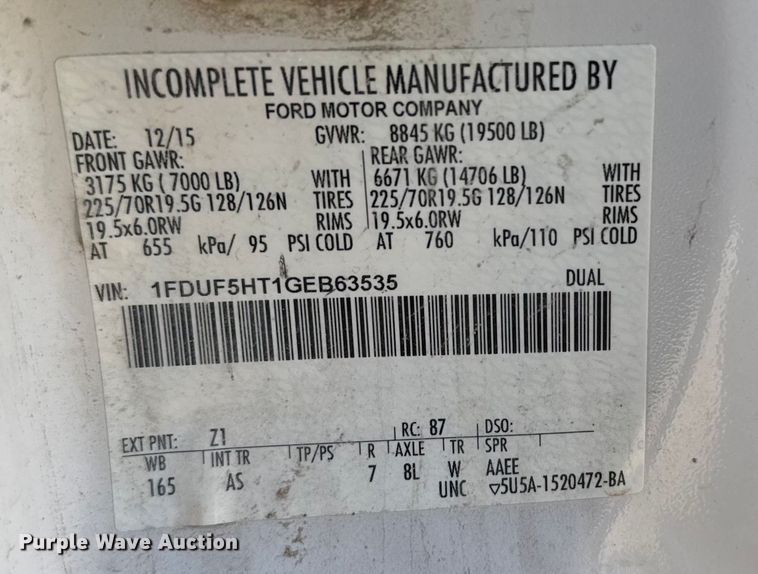 INCOMPLETE VEHICLE MANUFACTURED BY
FORD MOTOR COMPANY
DATE: 12/15 GVWR: 8845 KG (19500 LB)
FRONT GAWR: REAR GAWR:
3175 KG ( 7000 LB) WITH 6671 KG (14706 LB) WITH
225/70R19.5G 128/126N TIRES 225/70R19.5G 128/126N TIRES
19.5x6.0RW RIMS 19.5x6.0RW RIMS
AT 655 kPa/ 95 PSI COLD AT 760 kPa/110 PSI COLD
VIN: 1FDUF5HT1GEB63535 DUAL
EXT PNT: Z1 RC: 87 DSO:
WB INT TR TP/PS R AXLE TR SPR
165 AS 7 8L W AAEE
UNC ▽5U5A-1520472-BA
Purple Wave Auction